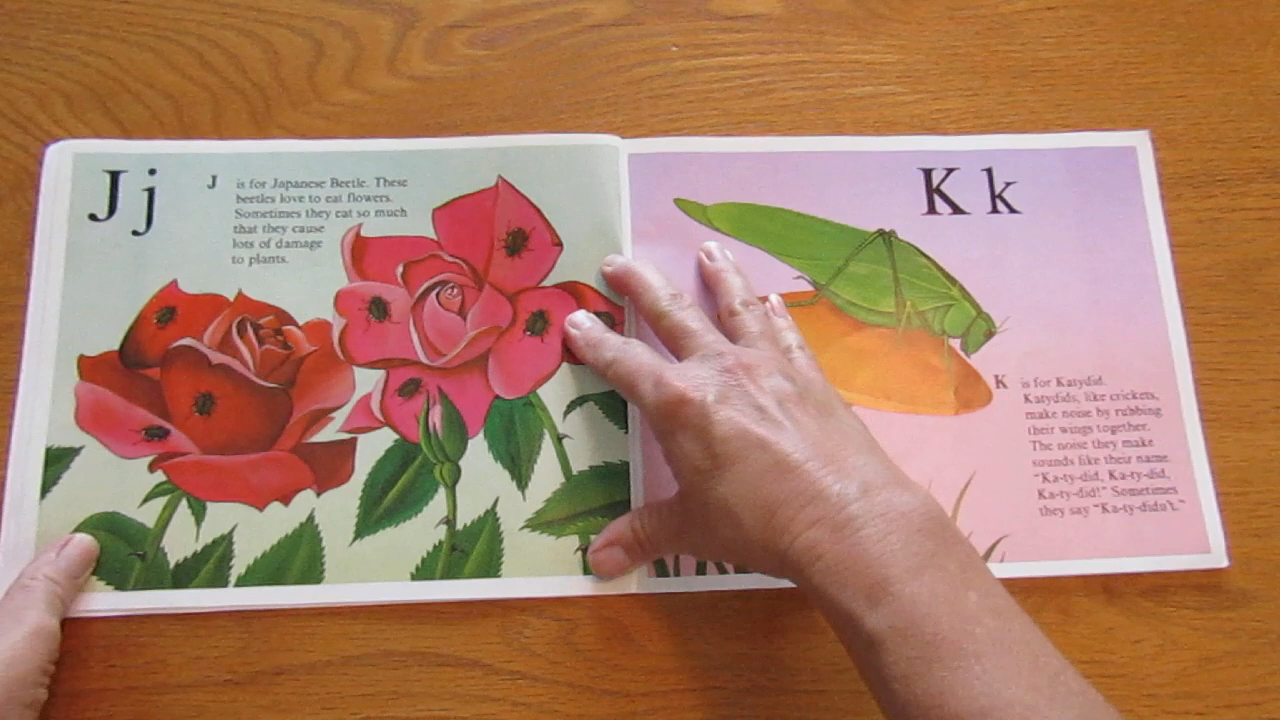 Jj
J is for Japanese Beetle. These
beetles love to eat flowers.
Sometimes they eat so much
that they cause
lots of damage
to plants.
Kk
K is for Katydid.
Katydids, like crickets,
make noise by rubbing
their wings together.
The noise they make
sounds like their name.
"Ka-ty-did, Ka-ty-did,
Ka-ty-did!" Sometimes
they say "Ka-ty-didn't."